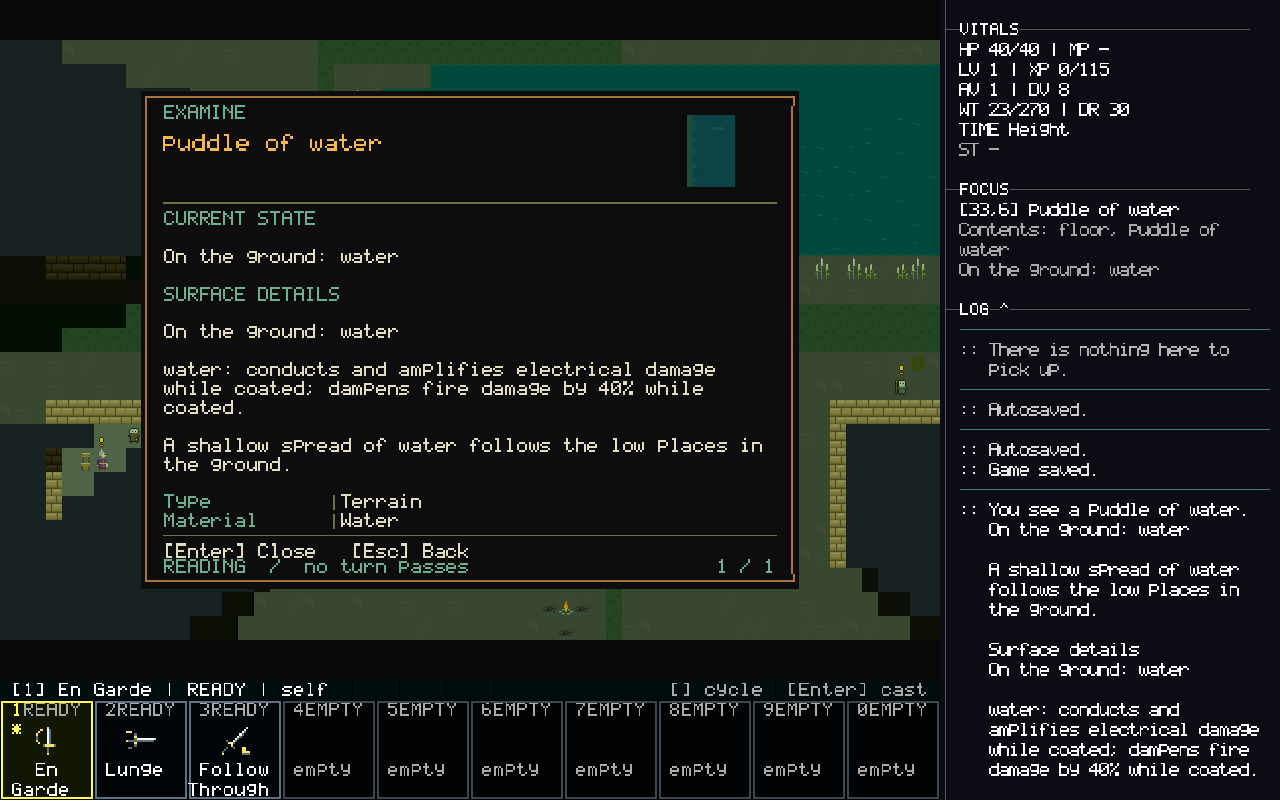 EXAMINE
Puddle of water
CURRENT STATE
On the ground: water
SURFACE DETAILS
On the ground: water
water: conducts and amplifies electrical damage
while coated; dampens fire damage by 40% while
coated.
A shallow spread of water follows the low places in
the ground.
Type |Terrain
Material |Water
[Enter] Close [Esc] Back
READING / no turn passes 1 / 1
[1] En Garde | READY | self [] cycle [Enter] cast
1READY 2READY 3READY 4EMPTY 5EMPTY 6EMPTY 7EMPTY 8EMPTY 9EMPTY 0EMPTY
*
En Garde
Lunge
Follow Through
empty empty empty empty empty empty empty
VITALS
HP 40/40 | MP -
LV 1 | XP 0/115
AV 1 | DV 8
WT 23/270 | DR 30
TIME Height
ST -
FOCUS
[33,6] Puddle of water
Contents: floor, Puddle of
water
On the ground: water
LOG ^
:: There is nothing here to
pick up.
:: Autosaved.
:: Autosaved.
:: Game saved.
:: You see a Puddle of water.
On the ground: water
A shallow spread of water
follows the low places in
the ground.
Surface details
On the ground: water
water: conducts and
amplifies electrical damage
while coated; dampens fire
damage by 40% while coated.